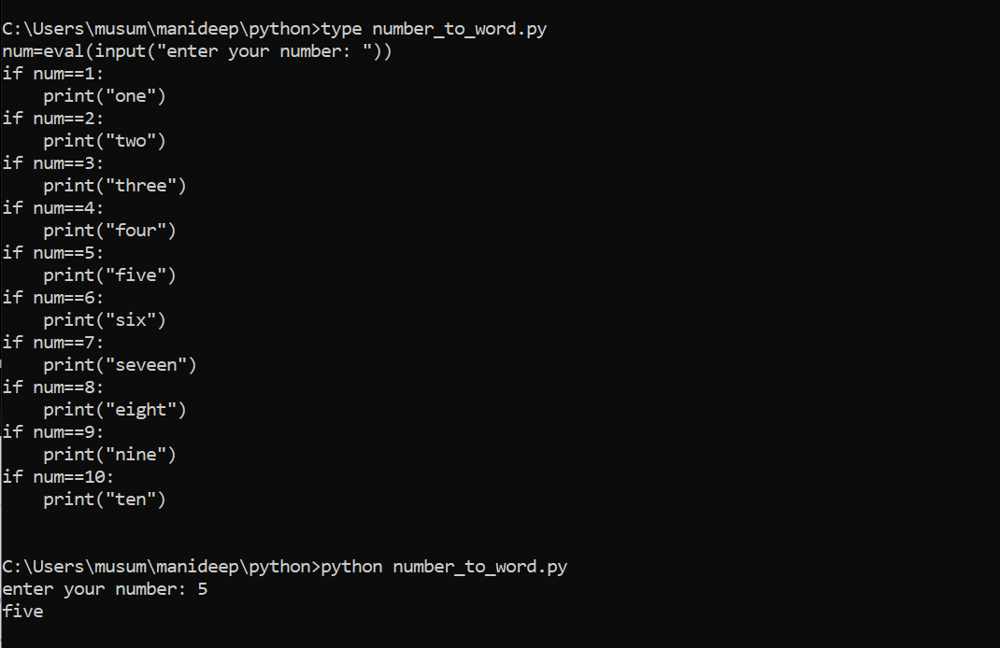 C:\Users\musum\manideep\python>type number_to_word.py
num=eval(input("enter your number: "))
if num==1:
    print("one")
if num==2:
    print("two")
if num==3:
    print("three")
if num==4:
    print("four")
if num==5:
    print("five")
if num==6:
    print("six")
if num==7:
    print("seveen")
if num==8:
    print("eight")
if num==9:
    print("nine")
if num==10:
    print("ten")
C:\Users\musum\manideep\python>python number_to_word.py
enter your number: 5
five